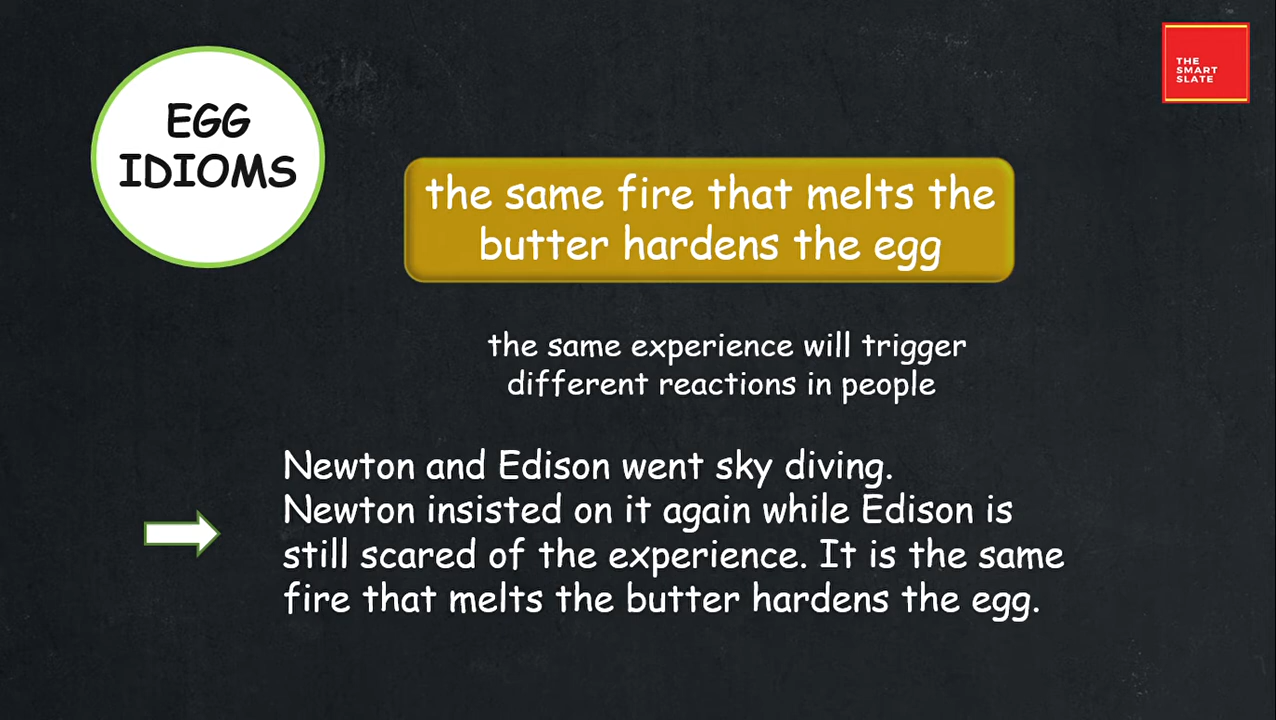 EGG
IDIOMS
THE
SMART
SLATE
the same fire that melts the
butter hardens the egg
the same experience will trigger
different reactions in people
Newton and Edison went sky diving.
Newton insisted on it again while Edison is
still scared of the experience. It is the same
fire that melts the butter hardens the egg.